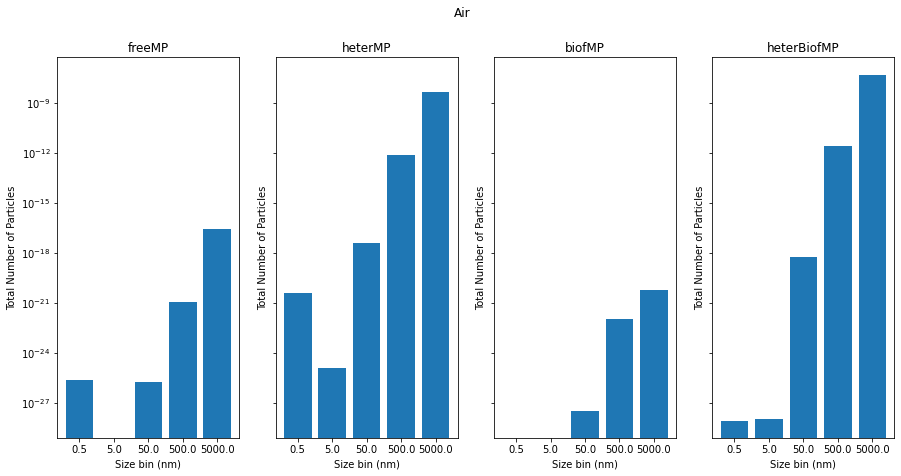 Air
freeMP
heterMP
biofMP
heterBiofMP
Total Number of Particles
10⁻⁹
10⁻¹²
10⁻¹⁵
10⁻¹⁸
10⁻²¹
10⁻²⁴
10⁻²⁷
Total Number of Particles
Total Number of Particles
Total Number of Particles
0.5 5.0 50.0 500.0 5000.0
0.5 5.0 50.0 500.0 5000.0
0.5 5.0 50.0 500.0 5000.0
0.5 5.0 50.0 500.0 5000.0
Size bin (nm)
Size bin (nm)
Size bin (nm)
Size bin (nm)